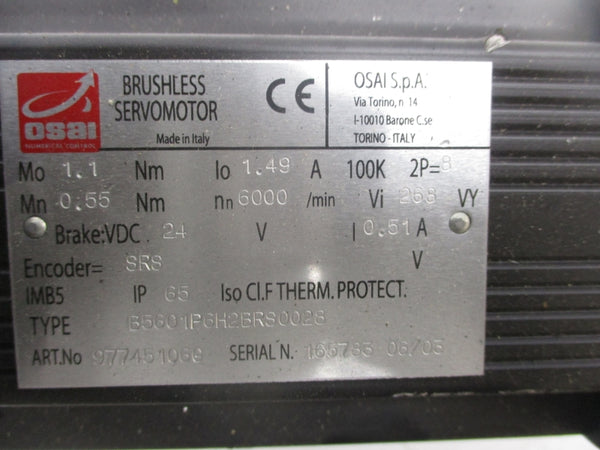 OSAI
NUMERICAL CONTROL
BRUSHLESS
SERVOMOTOR
Made in Italy
CE
OSAI S.p.A.
Via Torino, n 14
I-10010 Barone C.se
TORINO - ITALY
Mo 1.1 Nm Io 1.49 A 100K 2P=8
Mn 0.55 Nm nn 6000 /min Vi 268 VY
Brake:VDC 24 V I 0.51 A
Encoder= SRS V
IMB5 IP 65 Iso Cl.F THERM. PROTECT.
TYPE B5601P6H2BRS0028
ART.No 977451069 SERIAL N. 166763 06/03